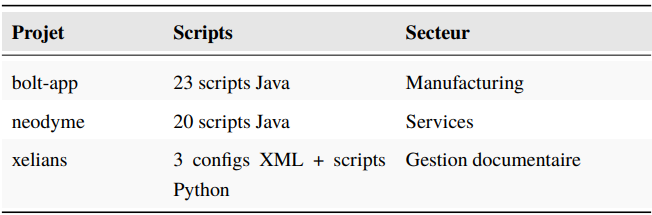 Projet Scripts Secteur
bolt-app 23 scripts Java Manufacturing
neodyme 20 scripts Java Services
xelians 3 configs XML + scripts Gestion documentaire
Python